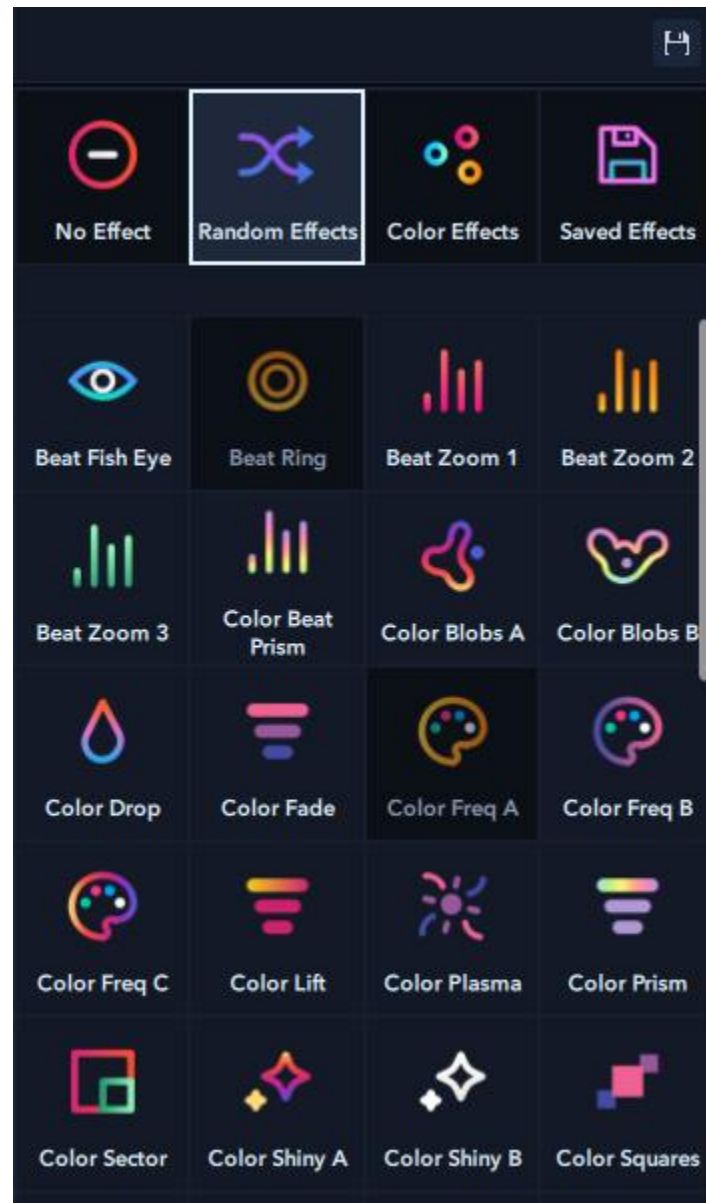 No Effect
Random Effects
Color Effects
Saved Effects
Beat Fish Eye
Beat Ring
Beat Zoom 1
Beat Zoom 2
Beat Zoom 3
Color Beat
Prism
Color Blobs A
Color Blobs B
Color Drop
Color Fade
Color Freq A
Color Freq B
Color Freq C
Color Lift
Color Plasma
Color Prism
Color Sector
Color Shiny A
Color Shiny B
Color Squares